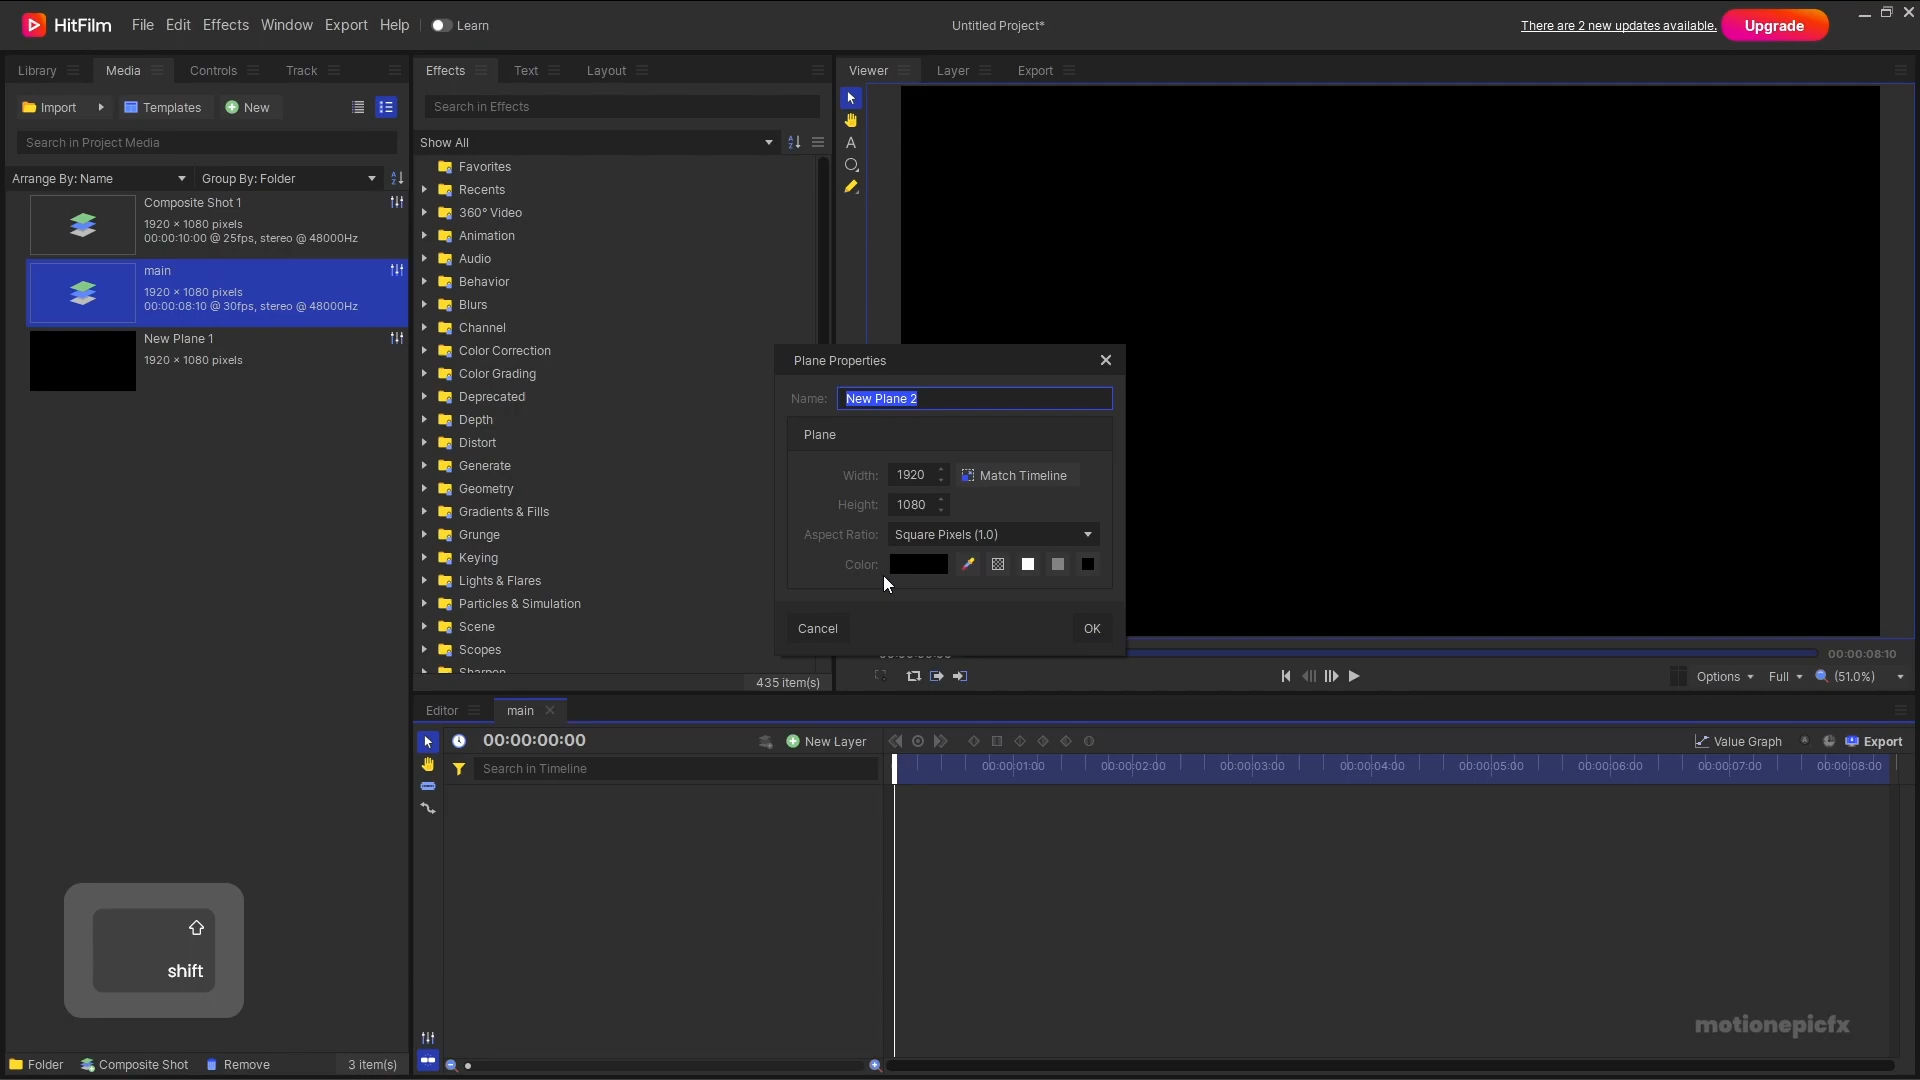 HitFilm File Edit Effects Window Export Help Learn Untitled Project* There are 2 new updates available. Upgrade
Library Media Controls Track
Import Templates New
Search in Project Media
Arrange By: Name Group By: Folder
Composite Shot 1
1920 × 1080 pixels
00:00:10:00 @ 25fps, stereo @ 48000Hz
main
1920 × 1080 pixels
00:00:08:10 @ 30fps, stereo @ 48000Hz
New Plane 1
1920 × 1080 pixels
shift
Folder Composite Shot Remove 3 item(s)
Effects Text Layout
Search in Effects
Show All
Favorites
Recents
360° Video
Animation
Audio
Behavior
Blurs
Channel
Color Correction
Color Grading
Deprecated
Depth
Distort
Generate
Geometry
Gradients & Fills
Grunge
Keying
Lights & Flares
Particles & Simulation
Scene
Scopes
Sharpen
435 item(s)
Viewer Layer Export
A
Plane Properties
Name: New Plane 2
Plane
Width: 1920 Match Timeline
Height: 1080
Aspect Ratio: Square Pixels (1.0)
Color:
Cancel OK
00:00:08:10
Options Full (51.0%)
Editor main
00:00:00:00 New Layer Value Graph Export
Search in Timeline
00:00:01:00 00:00:02:00 00:00:03:00 00:00:04:00 00:00:05:00 00:00:06:00 00:00:07:00 00:00:08:00
motionepicfx